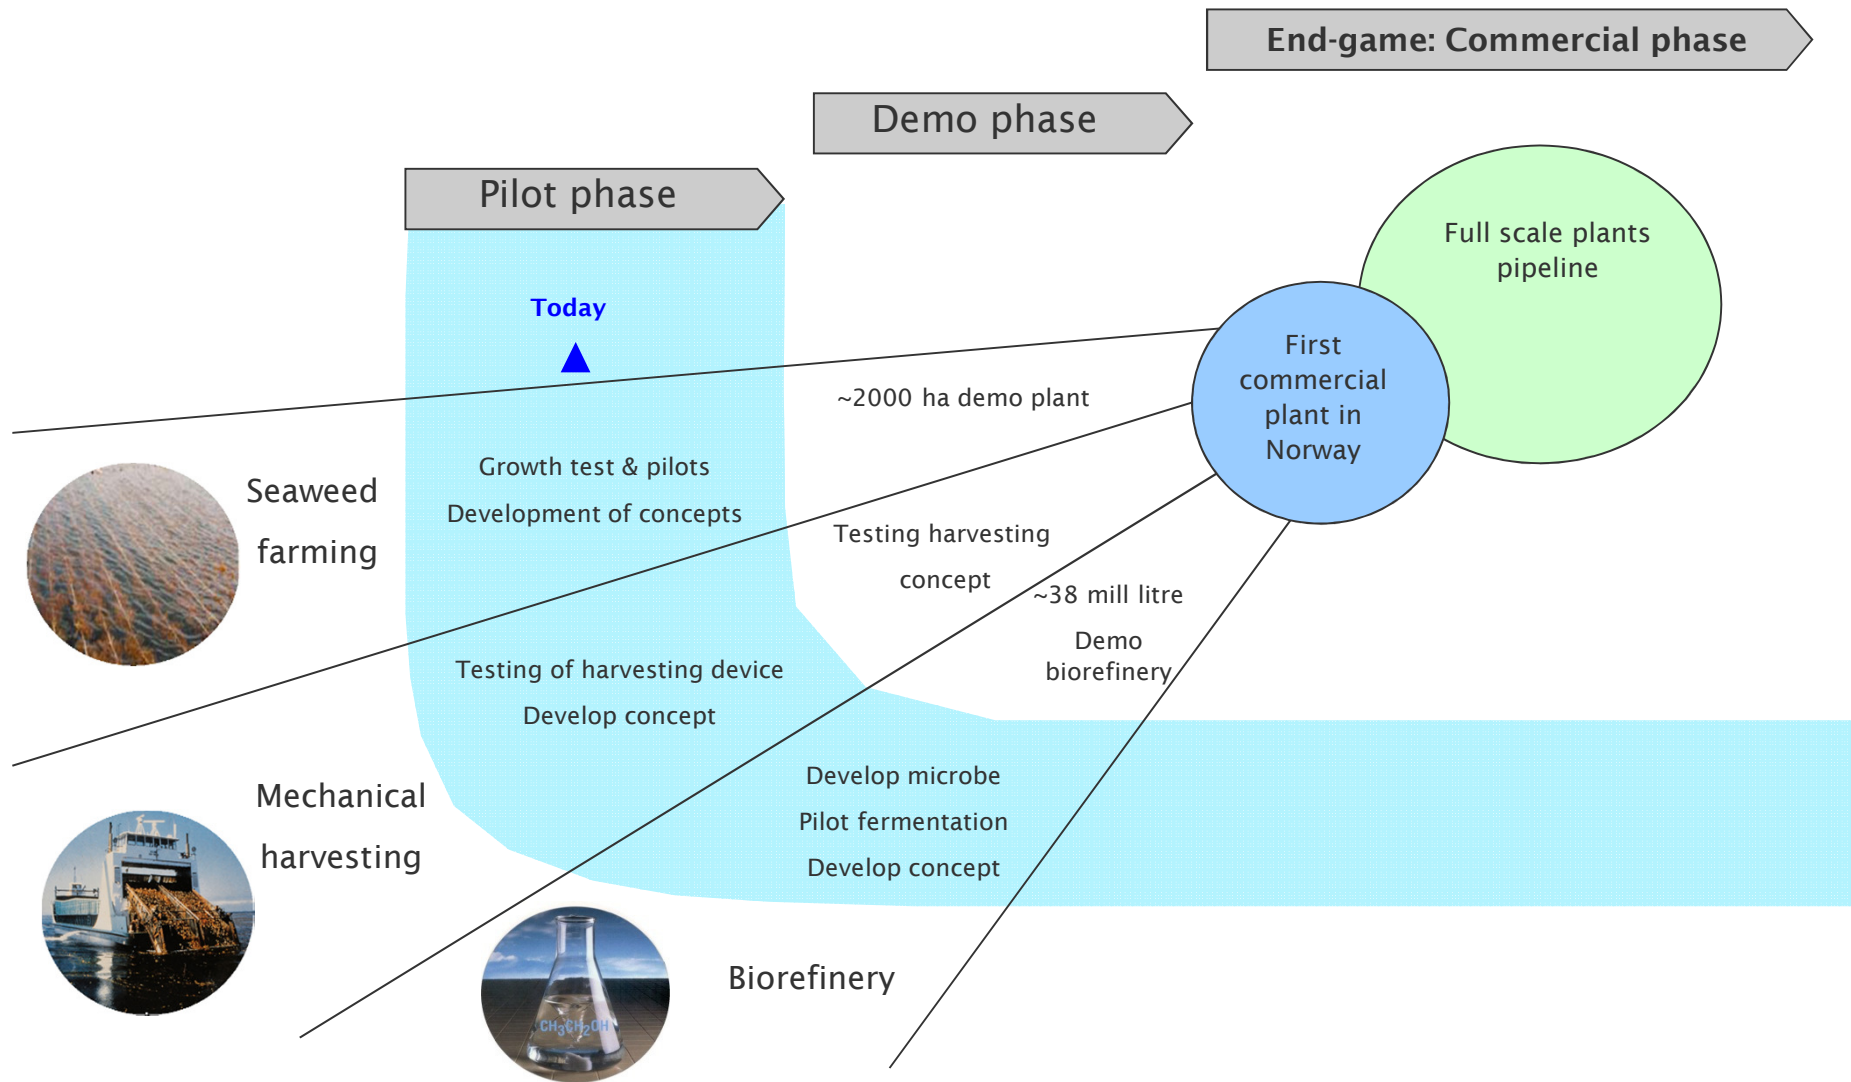 End-game: Commercial phase
Demo phase
Pilot phase
Full scale plants
pipeline
Today
First
commercial
plant in
Norway
~2000 ha demo plant
Growth test & pilots
Development of concepts
Seaweed
farming
Testing harvesting
concept
~38 mill litre
Demo
biorefinery
Testing of harvesting device
Develop concept
Mechanical
harvesting
Develop microbe
Pilot fermentation
Develop concept
Biorefinery
CH₃CH₂OH